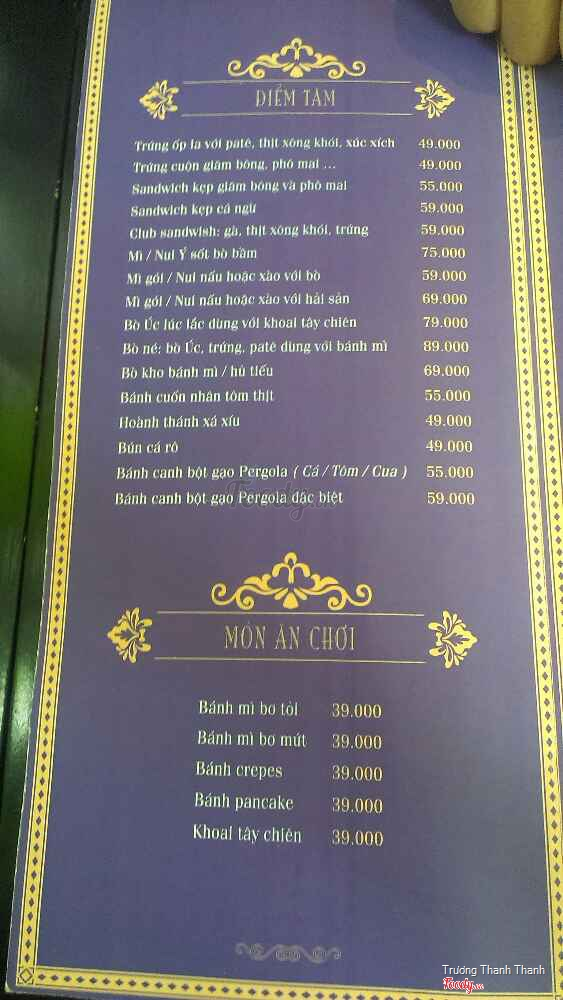 ĐIỂM TÂM
Trứng ốp la với patê, thịt xông khói, xúc xích 49.000
Trứng cuộn giăm bông, phô mai ... 49.000
Sandwich kẹp giăm bông và phô mai 55.000
Sandwich kẹp cá ngừ 59.000
Club sandwish: gà, thịt xông khói, trứng 59.000
Mì / Nui Ý sốt bò bằm 75.000
Mì gói / Nui nấu hoặc xào với bò 59.000
Mì gói / Nui nấu hoặc xào với hải sản 69.000
Bò Úc lúc lắc dùng với khoai tây chiên 79.000
Bò né: bò Úc, trứng, patê dùng với bánh mì 89.000
Bò kho bánh mì / hủ tiếu 69.000
Bánh cuốn nhân tôm thịt 55.000
Hoành thánh xá xíu 49.000
Bún cá rô 49.000
Bánh canh bột gạo Pergola ( Cá / Tôm / Cua ) 55.000
Bánh canh bột gạo Pergola đặc biệt 59.000
Foody.vn
MÓN ĂN CHƠI
Bánh mì bơ tỏi 39.000
Bánh mì bơ mứt 39.000
Bánh crepes 39.000
Bánh pancake 39.000
Khoai tây chiên 39.000
Trương Thanh Thanh
Foody.vn